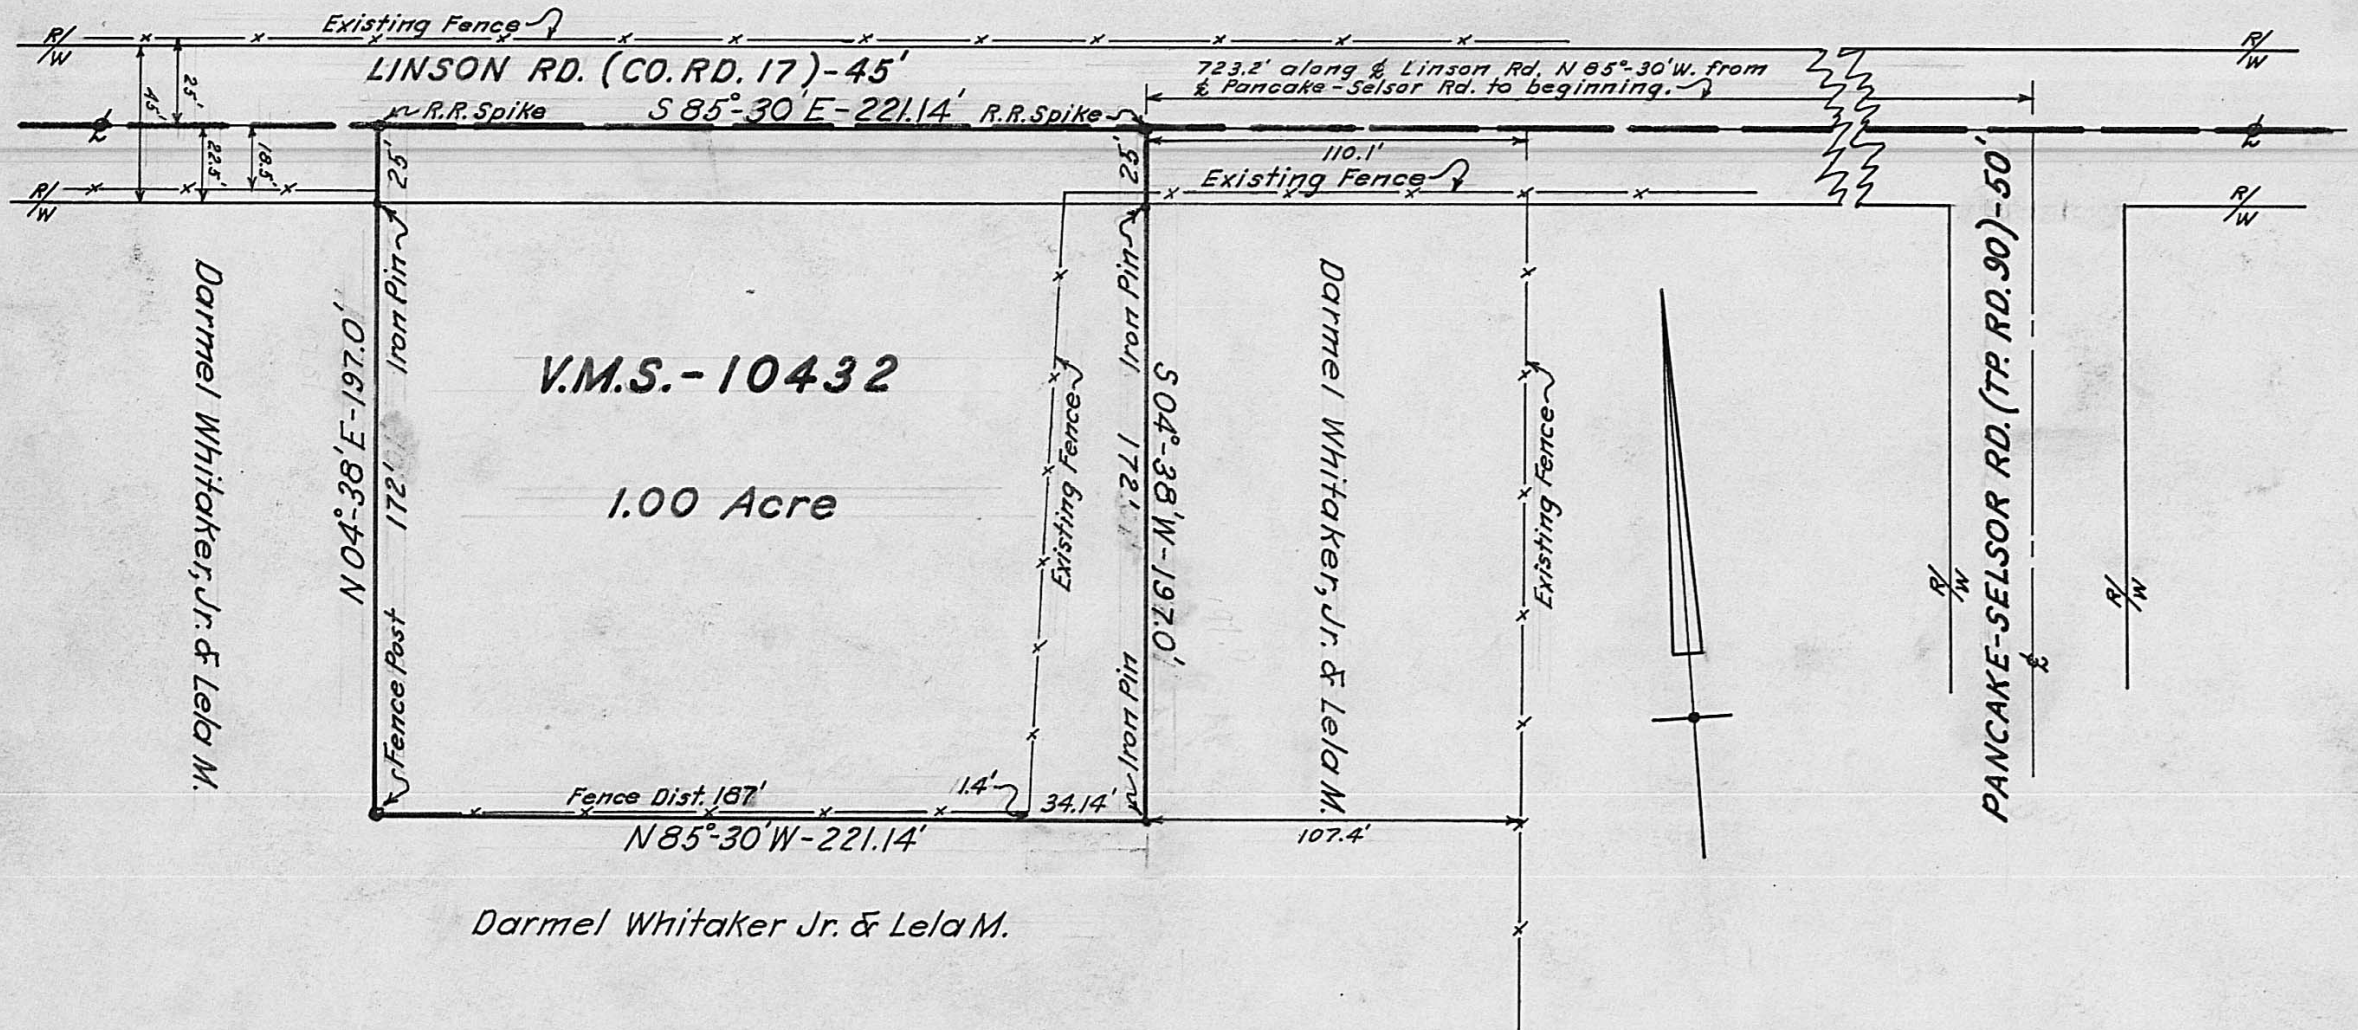 Existing Fence
R/W
R/W
LINSON RD. (CO. RD. 17)-45'
723.2' along ℄ Linson Rd. N 85°-30'W. from
℄ Pancake-Selsor Rd. to beginning.
25'
45'
R.R. Spike
S 85°-30'E-221.14'
R.R. Spike
℄
℄
22.5'
18.5'
25'
25'
110.1'
Existing Fence
R/W
R/W
Darmel Whitaker, Jr. & Lela M.
N 04°-38'E-197.0'
Iron Pin
172'
Fence Post
V.M.S.-10432
1.00 Acre
Existing Fence
Iron Pin
172'
Iron Pin
S 04°-38'W-197.0'
Darmel Whitaker, Jr. & Lela M.
Existing Fence
R/W
PANCAKE-SELSOR RD. (TP. RD. 90)-50'
℄
R/W
Fence Dist. 187'
1.4'
34.14'
N 85°-30'W-221.14'
107.4'
Darmel Whitaker Jr. & Lela M.